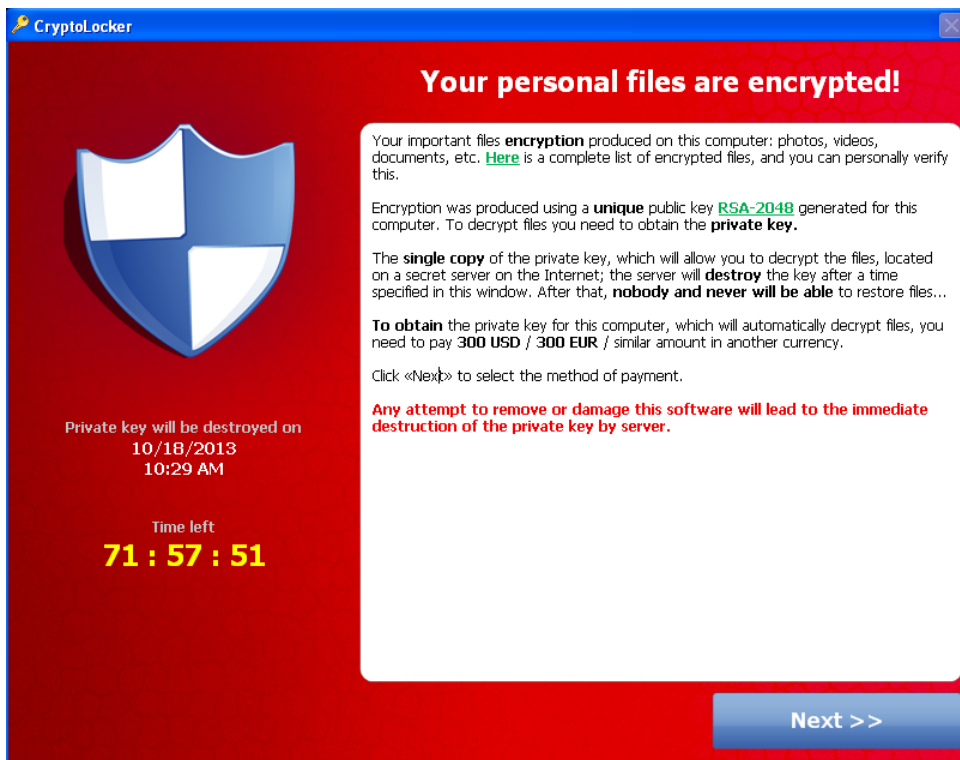 CryptoLocker
Your personal files are encrypted!
Your important files encryption produced on this computer: photos, videos,
documents, etc. Here is a complete list of encrypted files, and you can personally verify
this.
Encryption was produced using a unique public key RSA-2048 generated for this
computer. To decrypt files you need to obtain the private key.
The single copy of the private key, which will allow you to decrypt the files, located
on a secret server on the Internet; the server will destroy the key after a time
specified in this window. After that, nobody and never will be able to restore files...
To obtain the private key for this computer, which will automatically decrypt files, you
need to pay 300 USD / 300 EUR / similar amount in another currency.
Click «Next» to select the method of payment.
Any attempt to remove or damage this software will lead to the immediate
destruction of the private key by server.
Private key will be destroyed on
10/18/2013
10:29 AM
Time left
71 : 57 : 51
Next >>